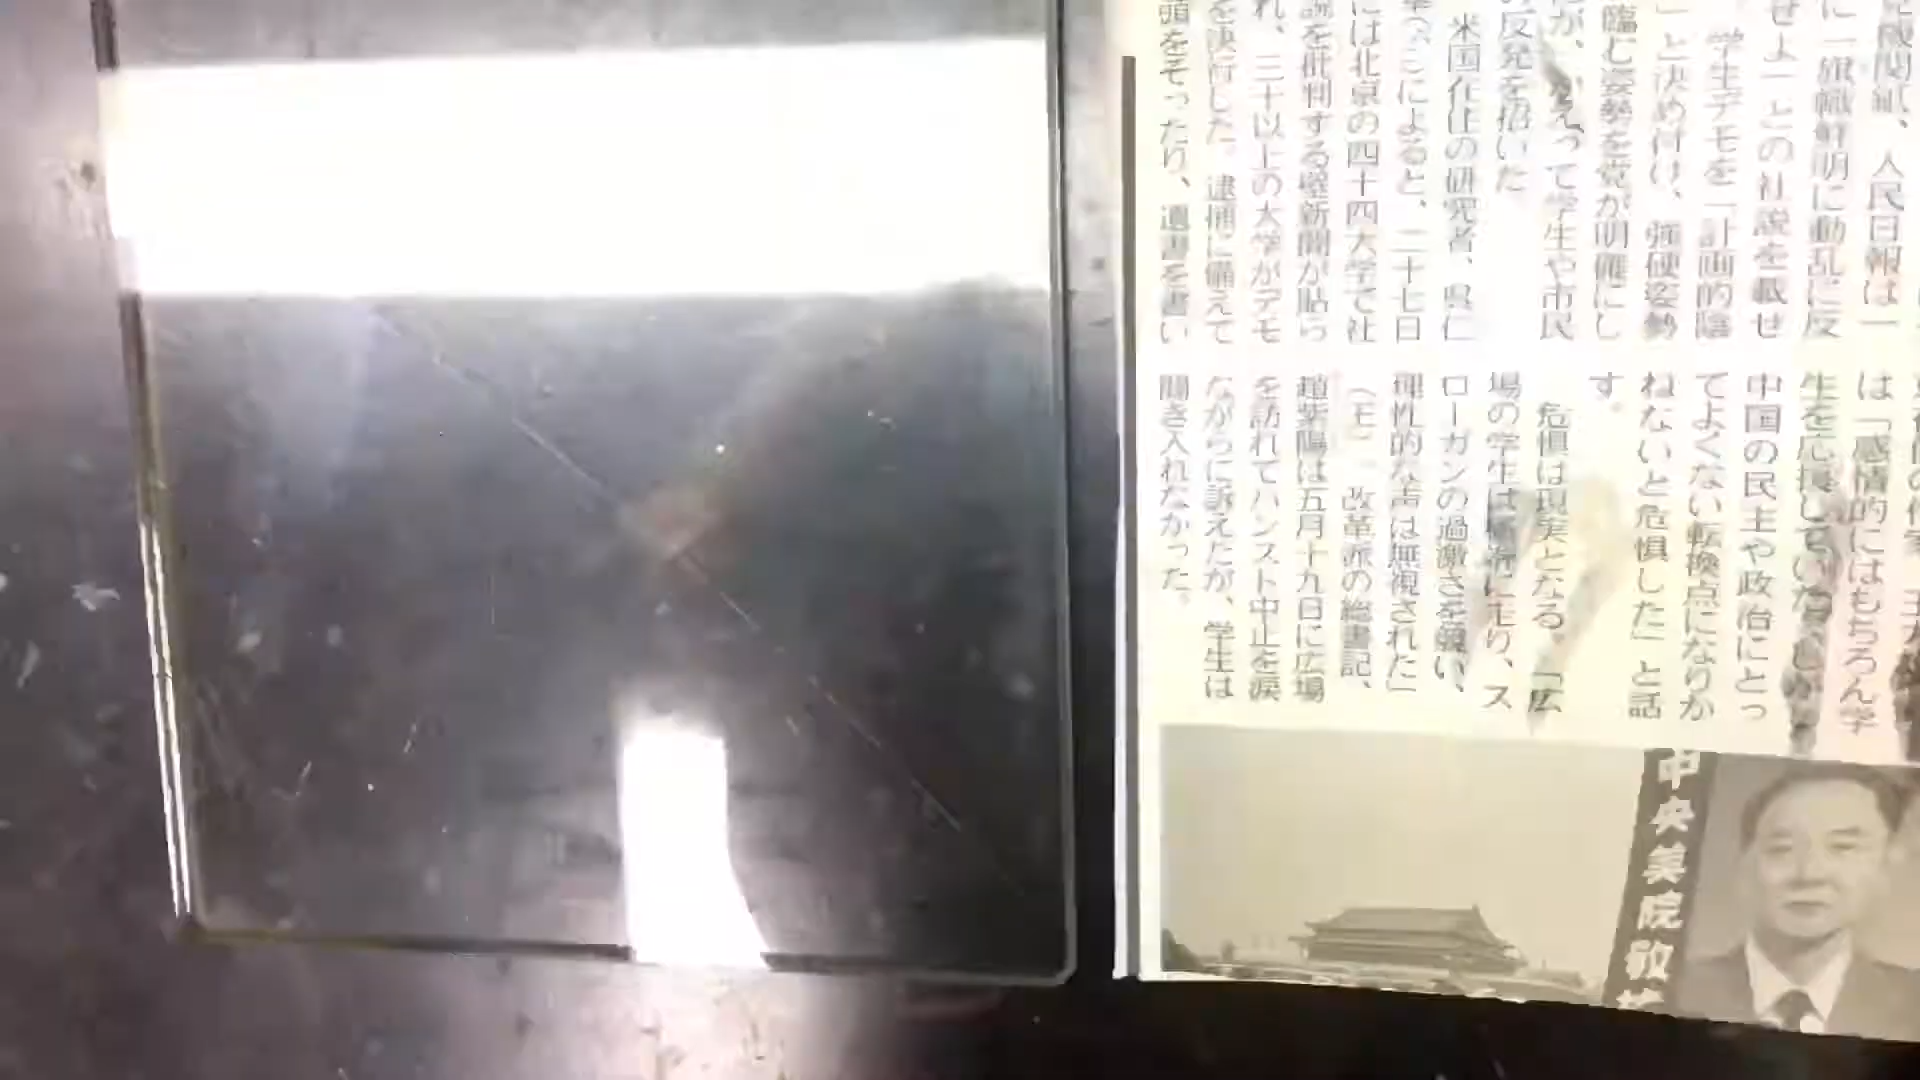 機関紙、人民日報は一
に「旗幟鮮明に動乱に反
せよ」との社説を載せ
学生デモを「計画的陰
」と決め付け、強硬姿勢
臨む姿勢を党が明確にし
が、かえって学生や市民
の反発を招いた
米国在住の研究者、呉仁
によると、二十七日
には北京の四十四大学で社
説を批判する壁新聞が貼ら
れ、三十以上の大学がデモ
を決行した。逮捕に備えて
頭をそったり、遺書を書い
は「感情的にはもちろん学
生を応援していた。しかし
中国の民主や政治にとっ
てよくない転換点になりか
ねないと危惧した」と話
す。
危惧は現実となる。「広
場の学生は に走り、ス
ローガンの過激さを競い、
理性的な声は無視された」
改革派の総書記、
趙紫陽は五月十九日に広場
を訪れてハンスト中止を涙
ながらに訴えたが、学生は
聞き入れなかった。
中央美院敬